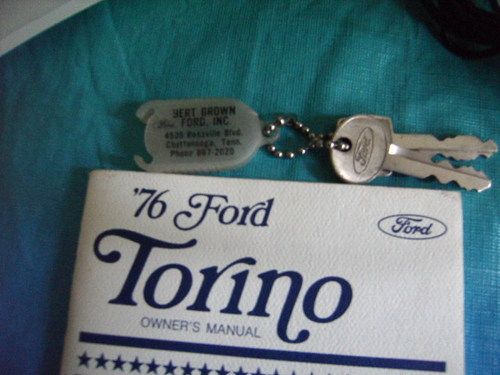 BERT BROWN
FORD, INC.
4535 Rossville Blvd.
Chattanooga, Tenn.
Phone 867-2020
Ford
'76 Ford
Ford
Torino
OWNER'S MANUAL